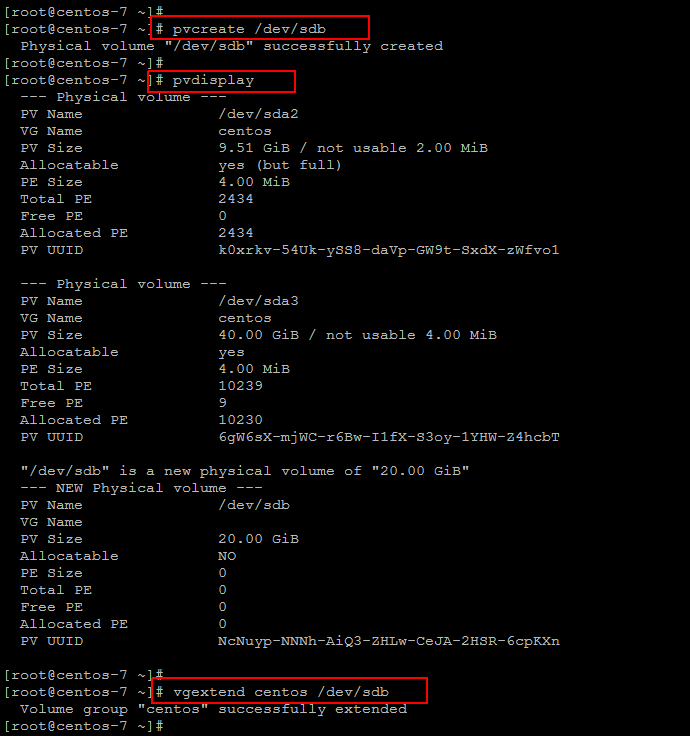 [root@centos-7 ~]#
[root@centos-7 ~]# pvcreate /dev/sdb
  Physical volume "/dev/sdb" successfully created
[root@centos-7 ~]#
[root@centos-7 ~]# pvdisplay
  --- Physical volume ---
  PV Name               /dev/sda2
  VG Name               centos
  PV Size               9.51 GiB / not usable 2.00 MiB
  Allocatable           yes (but full)
  PE Size               4.00 MiB
  Total PE              2434
  Free PE               0
  Allocated PE          2434
  PV UUID               k0xrkv-54Uk-ySS8-daVp-GW9t-SxdX-zWfvo1

  --- Physical volume ---
  PV Name               /dev/sda3
  VG Name               centos
  PV Size               40.00 GiB / not usable 4.00 MiB
  Allocatable           yes
  PE Size               4.00 MiB
  Total PE              10239
  Free PE               9
  Allocated PE          10230
  PV UUID               6gW6sX-mjWC-r6Bw-I1fX-S3oy-1YHW-Z4hcbT

  "/dev/sdb" is a new physical volume of "20.00 GiB"
  --- NEW Physical volume ---
  PV Name               /dev/sdb
  VG Name
  PV Size               20.00 GiB
  Allocatable           NO
  PE Size               0
  Total PE              0
  Free PE               0
  Allocated PE          0
  PV UUID               NcNuyp-NNNh-AiQ3-ZHLw-CeJA-2HSR-6cpKXn

[root@centos-7 ~]#
[root@centos-7 ~]# vgextend centos /dev/sdb
  Volume group "centos" successfully extended
[root@centos-7 ~]#